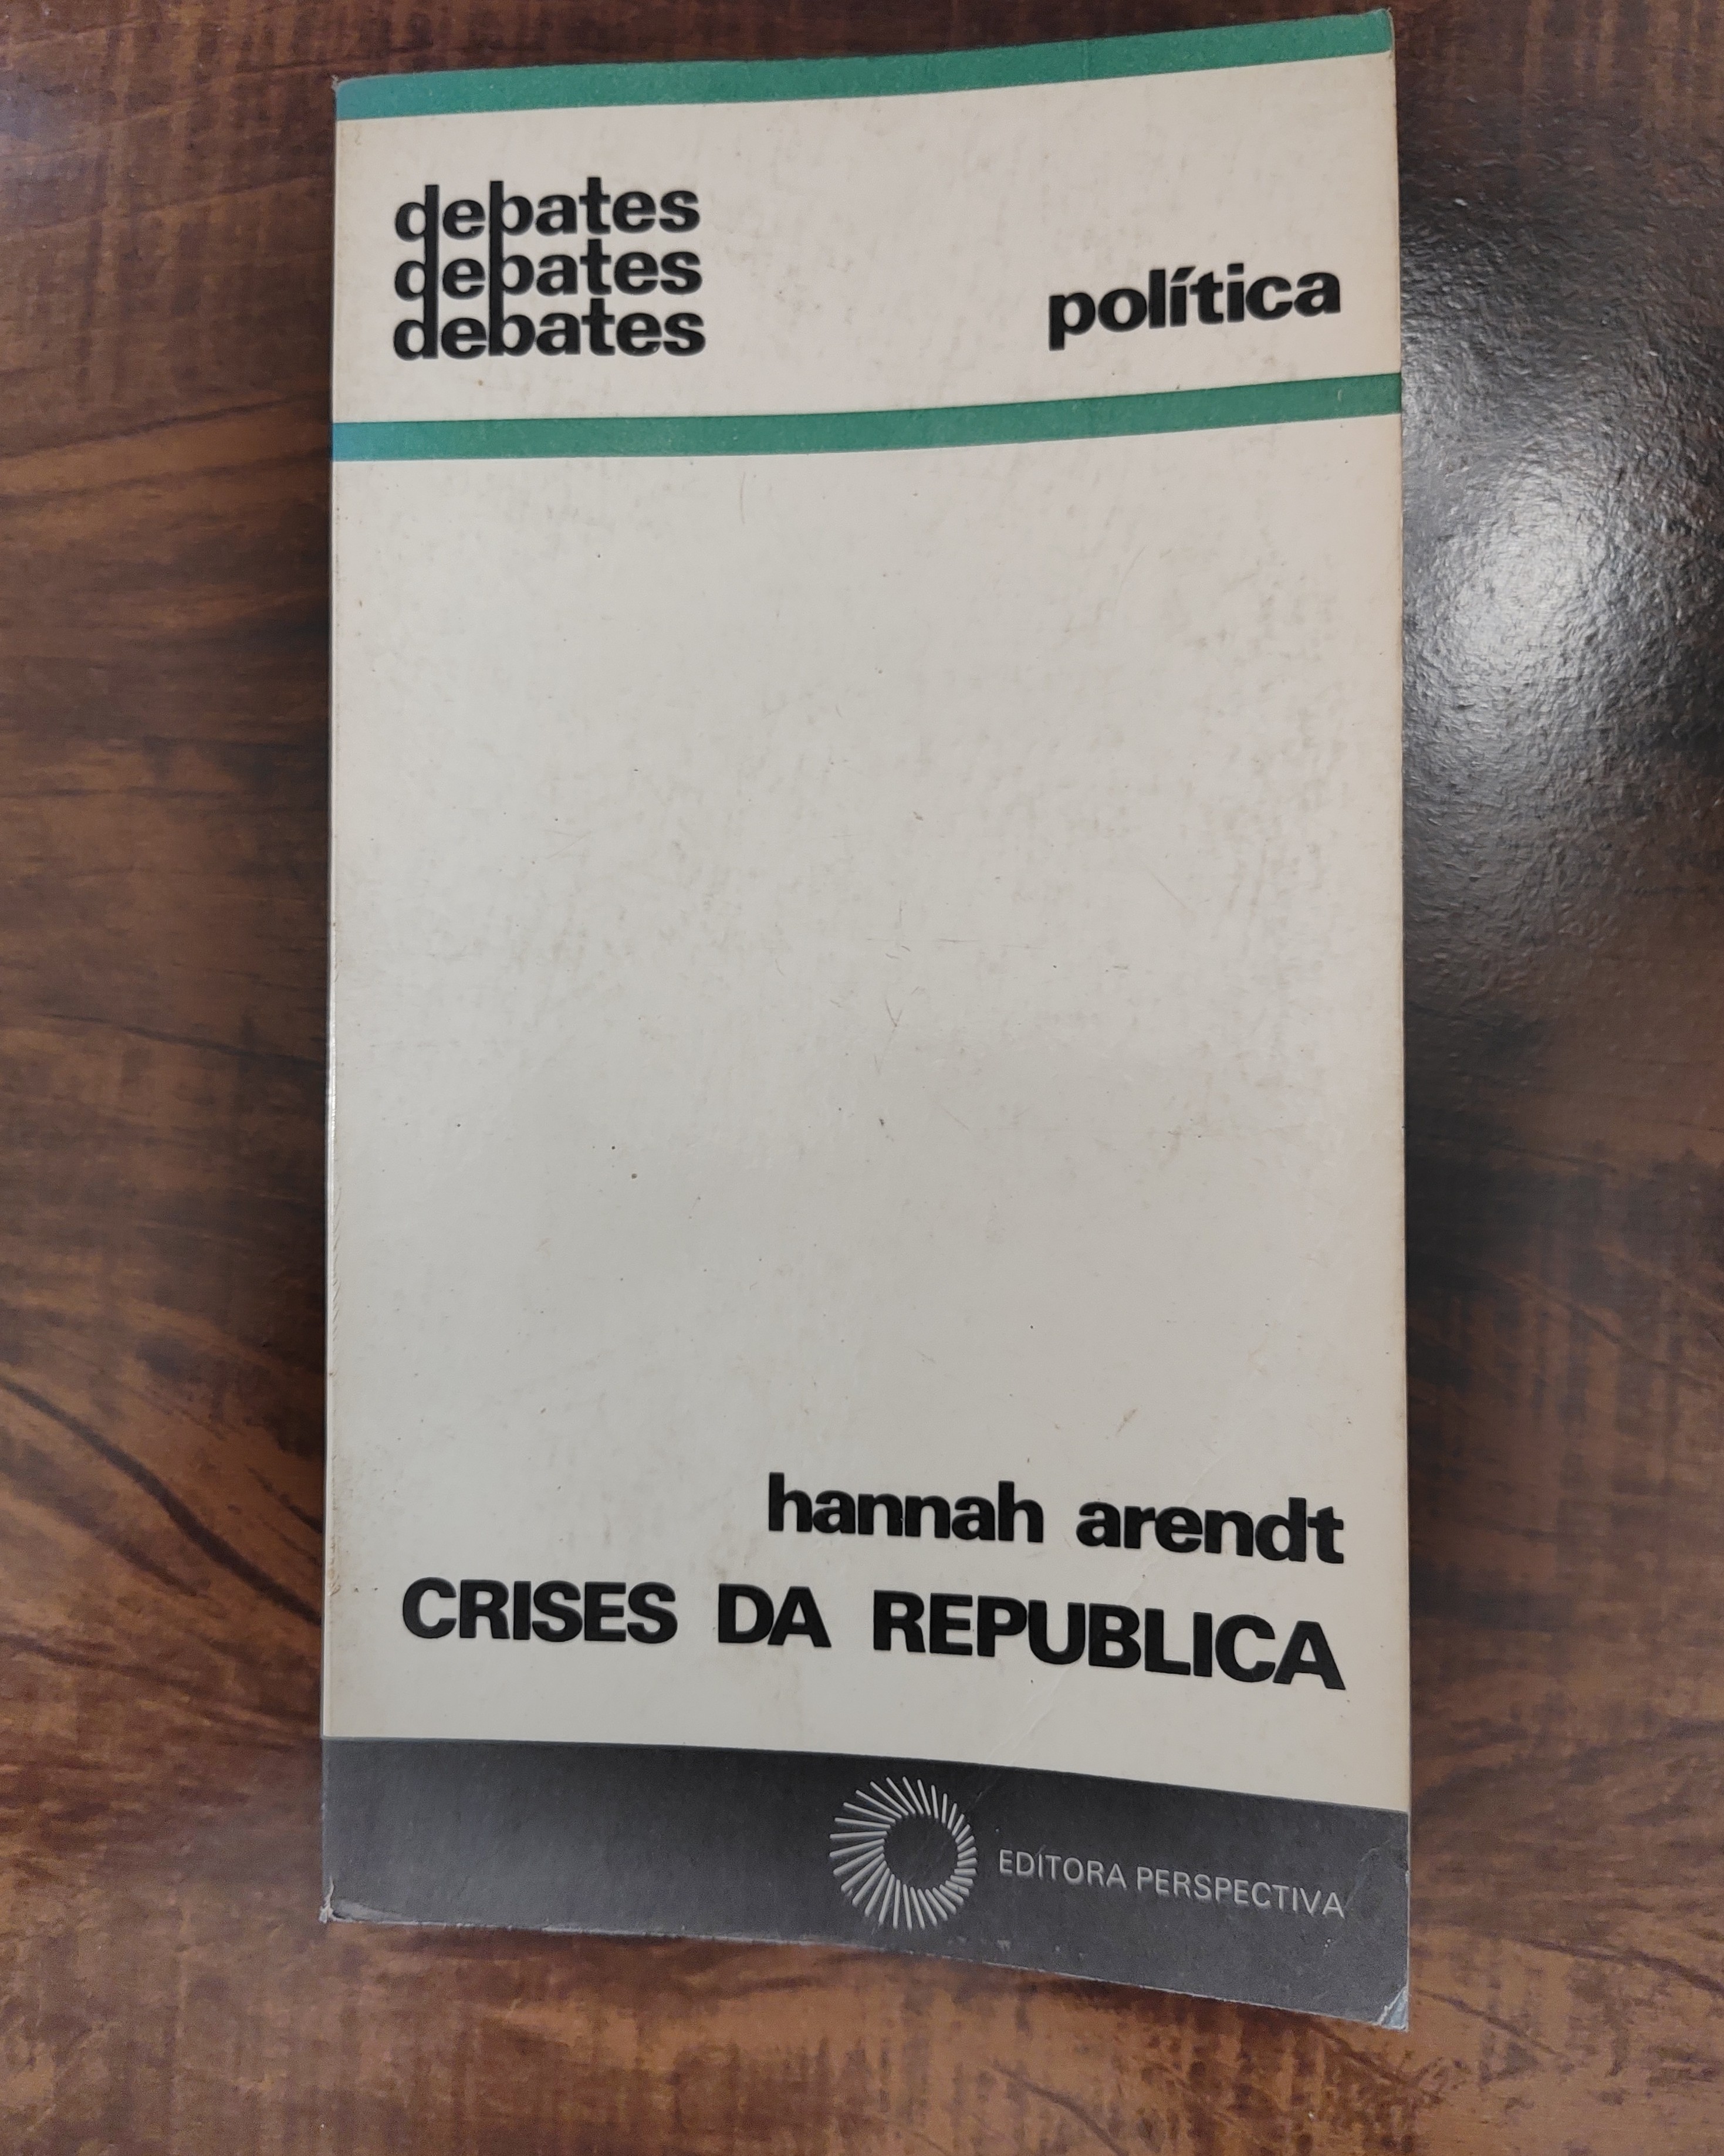 debates
debates
debates
política
hannah arendt
CRISES DA REPUBLICA
EDITORA PERSPECTIVA